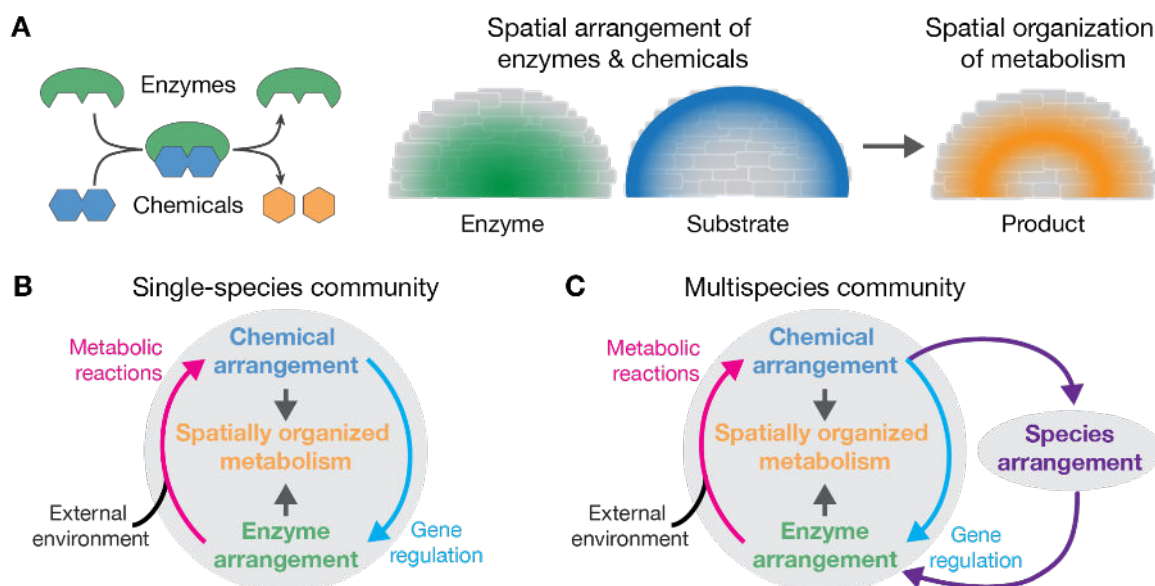 A
Enzymes
Chemicals
Spatial arrangement of
enzymes & chemicals
Enzyme
Substrate
Spatial organization
of metabolism
Product
B
Single-species community
Metabolic
reactions
Chemical
arrangement
Spatially organized
metabolism
External
environment
Enzyme
arrangement
Gene
regulation
C
Multispecies community
Metabolic
reactions
Chemical
arrangement
Spatially organized
metabolism
Species
arrangement
External
environment
Enzyme
arrangement
Gene
regulation